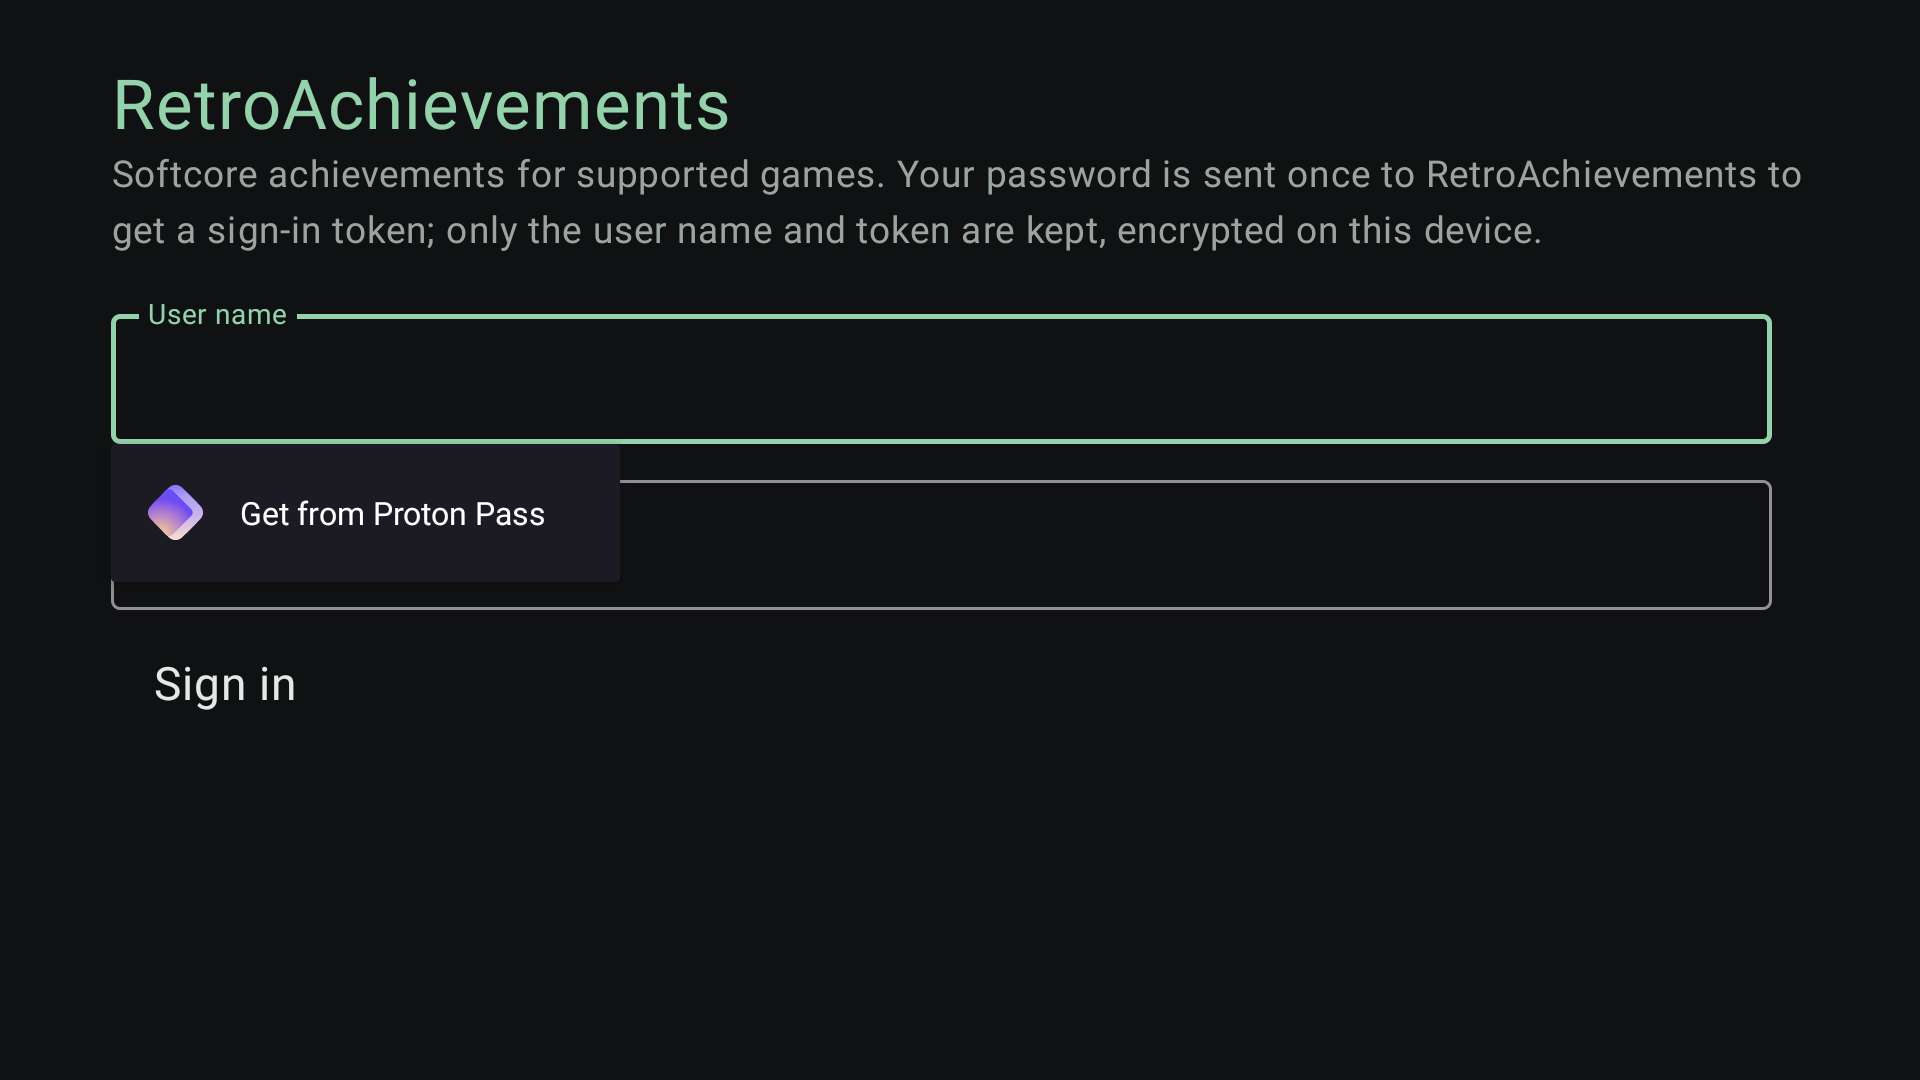 RetroAchievements
Softcore achievements for supported games. Your password is sent once to RetroAchievements to
get a sign-in token; only the user name and token are kept, encrypted on this device.
User name
Get from Proton Pass
Sign in